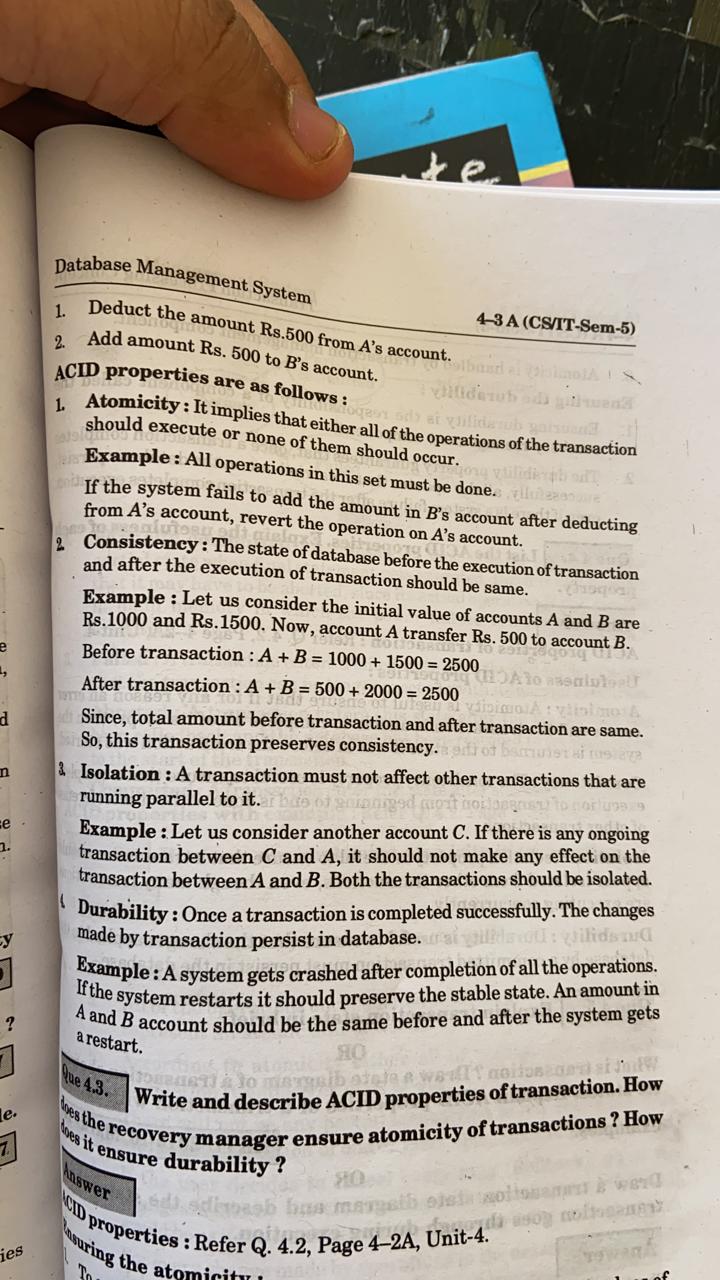 te
Database Management System
4–3 A (CS/IT-Sem-5)
1. Deduct the amount Rs.500 from A's account.
2. Add amount Rs. 500 to B's account.
ACID properties are as follows :
1. Atomicity : It implies that either all of the operations of the transaction
should execute or none of them should occur.
Example : All operations in this set must be done.
If the system fails to add the amount in B's account after deducting
from A's account, revert the operation on A's account.
2. Consistency : The state of database before the execution of transaction
and after the execution of transaction should be same.
Example : Let us consider the initial value of accounts A and B are
Rs.1000 and Rs.1500. Now, account A transfer Rs. 500 to account B.
Before transaction : A + B = 1000 + 1500 = 2500
After transaction : A + B = 500 + 2000 = 2500
Since, total amount before transaction and after transaction are same.
So, this transaction preserves consistency.
3. Isolation : A transaction must not affect other transactions that are
running parallel to it.
Example : Let us consider another account C. If there is any ongoing
transaction between C and A, it should not make any effect on the
transaction between A and B. Both the transactions should be isolated.
Durability : Once a transaction is completed successfully. The changes
made by transaction persist in database.
Example : A system gets crashed after completion of all the operations.
If the system restarts it should preserve the stable state. An amount in
A and B account should be the same before and after the system gets
a restart.
Que 4.3. Write and describe ACID properties of transaction. How
does the recovery manager ensure atomicity of transactions ? How
does it ensure durability ?
Answer
ACID properties : Refer Q. 4.2, Page 4–2A, Unit-4.
Ensuring the atomicity :
To
of